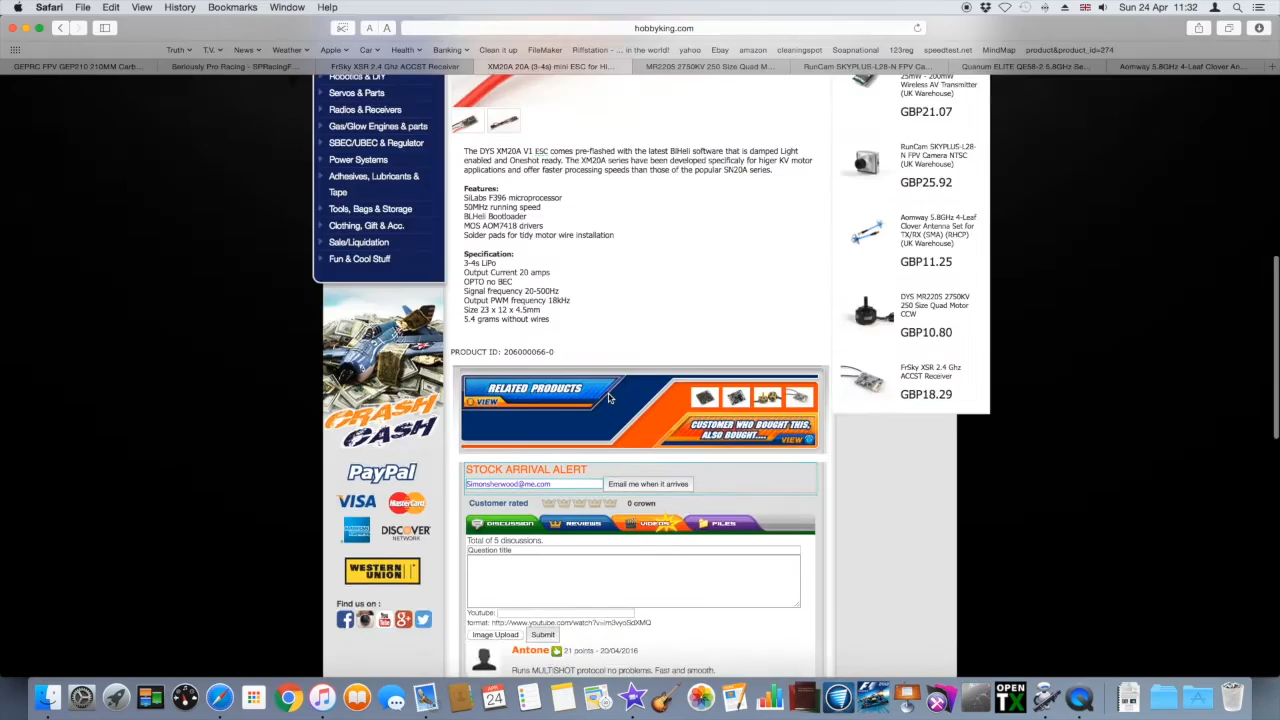 Safari File Edit View History Bookmarks Window Help
Sun 24 Apr 11:32
hobbyking.com
Truth T.V. News Weather Apple Car Health Banking Clean it up FileMaker Riffstation - ... in the world! yahoo Ebay amazon cleaningepot Soapnational 123reg speedtest.net MindMap product&product_id=274
GEPRC FPV GEP210 210MM Carb...
Seriously Pro Racing - SPRacingF...
FrSky XSR 2.4 Ghz ACCST Receiver
XM20A 20A (3-4s) mini ESC for Hi...
MR2205 2750KV 250 Size Quad M...
RunCam SKYPLUS-L28-N FPV Ca...
Quanum ELITE QE58-2.5.8GHz Se...
Aomway 5.8GHz 4-Leaf Clover An...
Robotics & DIY
Servos & Parts
Radios & Receivers
Gas/Glow Engines & parts
SBEC/UBEC & Regulator
Power Systems
Adhesives, Lubricants &
Tape
Tools, Bags & Storage
Clothing, Gift & Acc.
Sale/Liquidation
Fun & Cool Stuff
CRASH
CASH
PayPal
VISA MasterCard
DISCOVER
NETWORK
WESTERN UNION
Find us on :
The DYS XM20A V1 ESC comes pre-flashed with the latest BlHeli software that is damped Light
enabled and Oneshot ready. The XM20A series have been developed specificaly for higer KV motor
applications and offer faster processing speeds than those of the popular SN20A series.
Features:
SiLabs F396 microprocessor
50MHz running speed
BLHeli Bootloader
MOS AOM7418 drivers
Solder pads for tidy motor wire installation
Specification:
3-4s LiPo
Output Current 20 amps
OPTO no BEC
Signal frequency 20-500Hz
Output PWM frequency 18kHz
Size 23 x 12 x 4.5mm
5.4 grams without wires
PRODUCT ID: 206000066-0
RELATED PRODUCTS
VIEW
CUSTOMER WHO BOUGHT THIS,
ALSO BOUGHT....
VIEW
STOCK ARRIVAL ALERT
Simonsherwood@me.com Email me when it arrives
Customer rated 0 crown
DISCUSSION REVIEWS VIDEOS FILES
Total of 5 discussions.
Question title
Youtube:
format: http://www.youtube.com/watch?v=im3vyoSdXMQ
Image Upload Submit
Antone 21 points - 20/04/2016
Runs MULTISHOT protocol no problems. Fast and smooth.
25mW - 200mW
Wireless AV Transmitter
(UK Warehouse)
GBP21.07
RunCam SKYPLUS-L28-
N FPV Camera NTSC
(UK Warehouse)
GBP25.92
Aomway 5.8GHz 4-Leaf
Clover Antenna Set for
TX/RX (SMA) (RHCP)
(UK Warehouse)
GBP11.25
DYS MR2205 2750KV
250 Size Quad Motor
CCW
GBP10.80
FrSky XSR 2.4 Ghz
ACCST Receiver
GBP18.29
APR
24
OPEN
TX